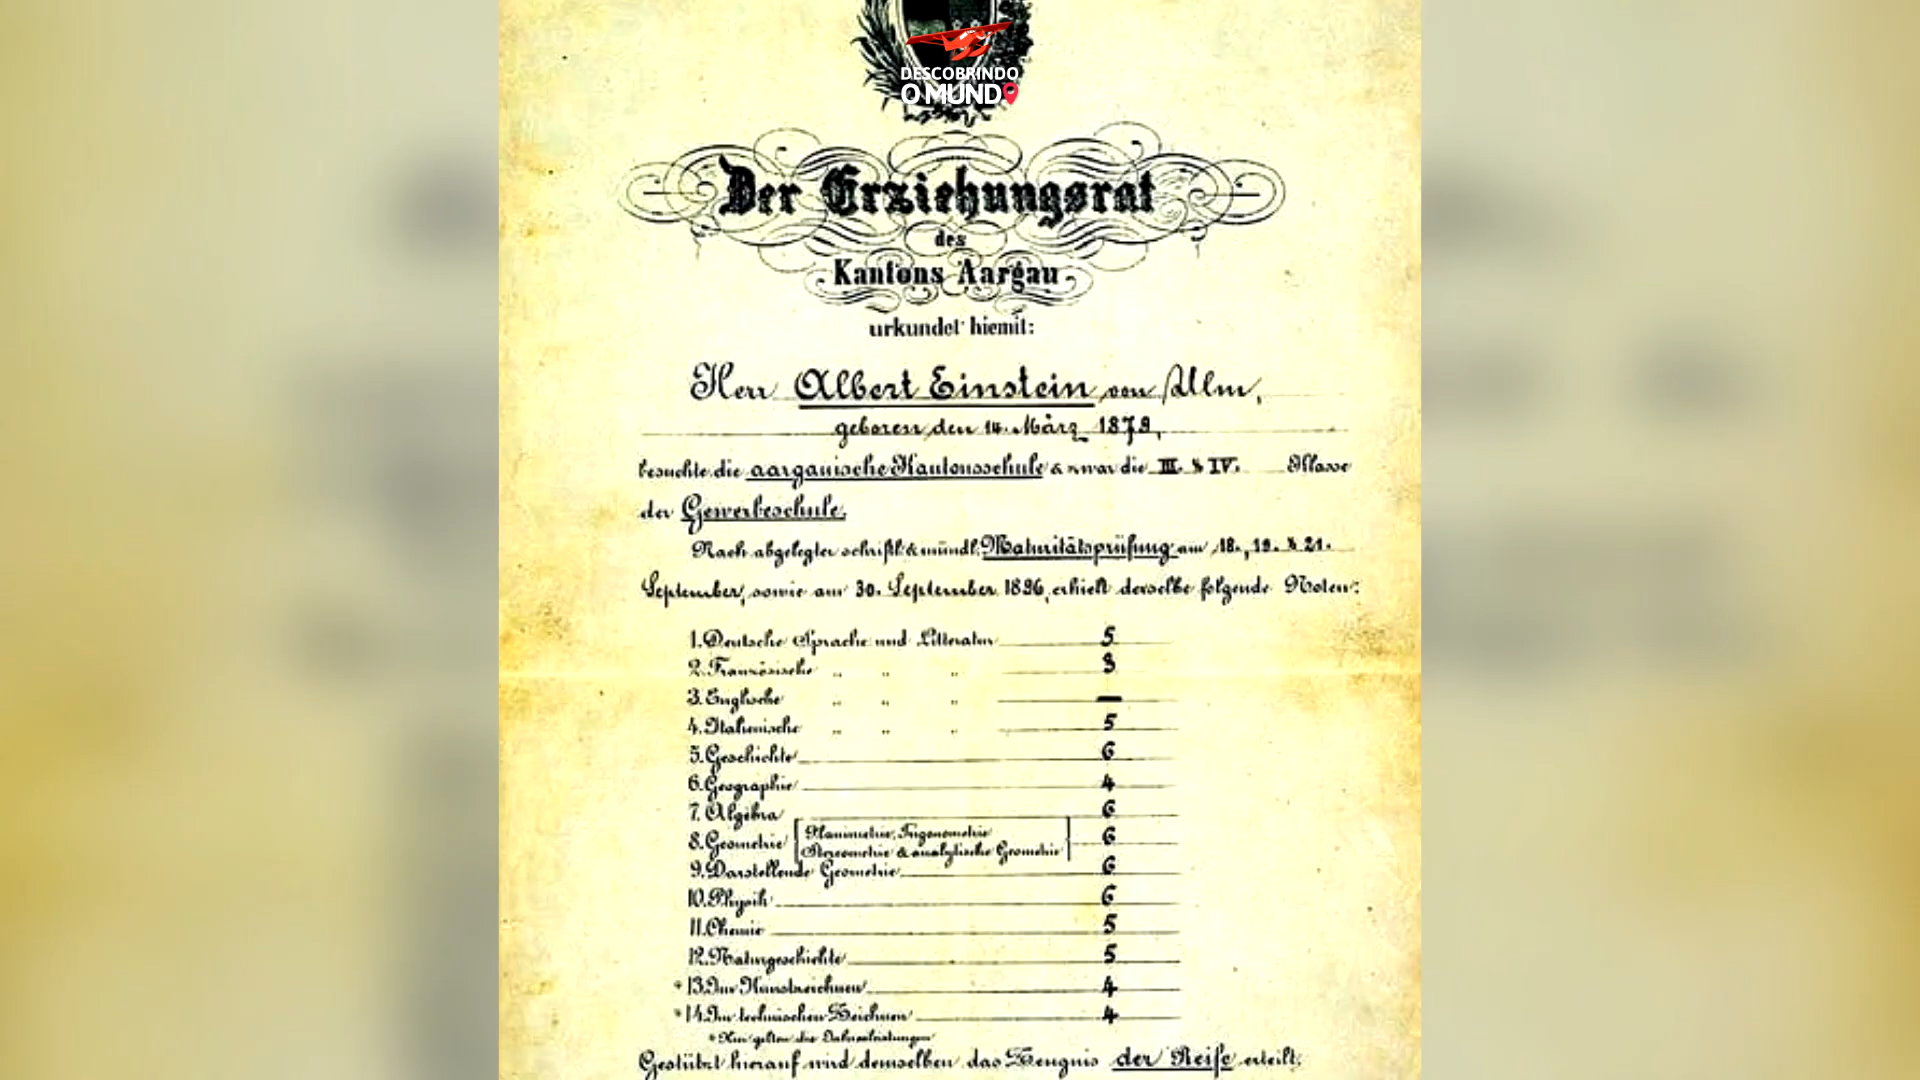 DESCOBRINDO
O MUNDO
Der Erziehungsrat
des
Kantons Aargau
urkundet hiemit:
Herr Albert Einstein von Ulm,
geboren den 14. März 1879,
besuchte die aargauische Kantonsschule & zwar die III. & IV. Klasse
der Gewerbeschule.
Nach abgelegter schriftl. & mündl. Maturitätsprüfung am 18., 19. & 21.
September, sowie am 30. September 1896, erhielt derselbe folgende Noten:
1. Deutsche Sprache und Litteratur 5
2. Französische " " " 3
3. Englische " " " —
4. Italienische " " " 5
5. Geschichte 6
6. Geographie 4
7. Algebra 6
8. Geometrie [Planimetrie, Trigonometrie 6
Stereometrie & analytische Geometrie]
9. Darstellende Geometrie 6
10. Physik 6
11. Chemie 5
12. Naturgeschichte 5
* 13. Im Kunstzeichnen 4
* 14. Im technischen Zeichnen 4
* Hier gelten die Jahresleistungen
Gestützt hierauf wird demselben das Zeugnis der Reife erteilt.